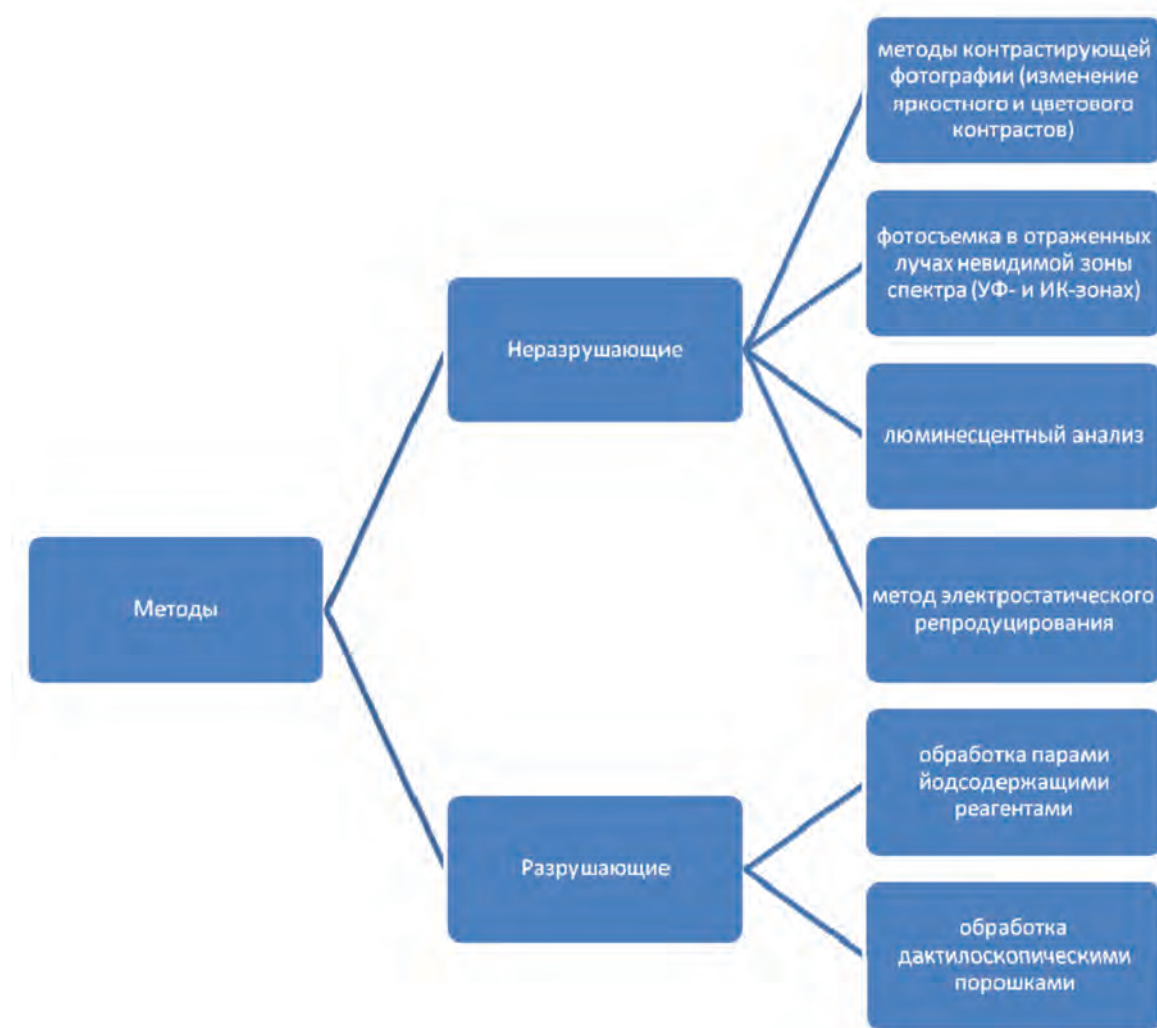 методы контрастирующей
фотографии (изменение
яркостного и цветового
контрастов)
фотосъемка в отраженных
лучах невидимой зоны
спектра (УФ- и ИК-зонах)
Неразрушающие
люминесцентный анализ
Методы
метод электростатического
репродуцирования
обработка парами
йодсодержащими
реагентами
Разрушающие
обработка
дактилоскопическими
порошками